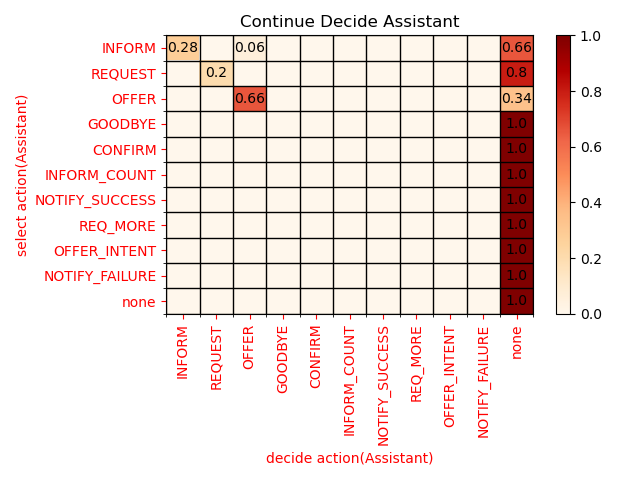 Continue Decide Assistant
select action(Assistant)
INFORM 0.28 0.06 0.66
REQUEST 0.2 0.8
OFFER 0.66 0.34
GOODBYE 1.0
CONFIRM 1.0
INFORM_COUNT 1.0
NOTIFY_SUCCESS 1.0
REQ_MORE 1.0
OFFER_INTENT 1.0
NOTIFY_FAILURE 1.0
none 1.0
INFORM
REQUEST
OFFER
GOODBYE
CONFIRM
INFORM_COUNT
NOTIFY_SUCCESS
REQ_MORE
OFFER_INTENT
NOTIFY_FAILURE
none
decide action(Assistant)
1.0
0.8
0.6
0.4
0.2
0.0